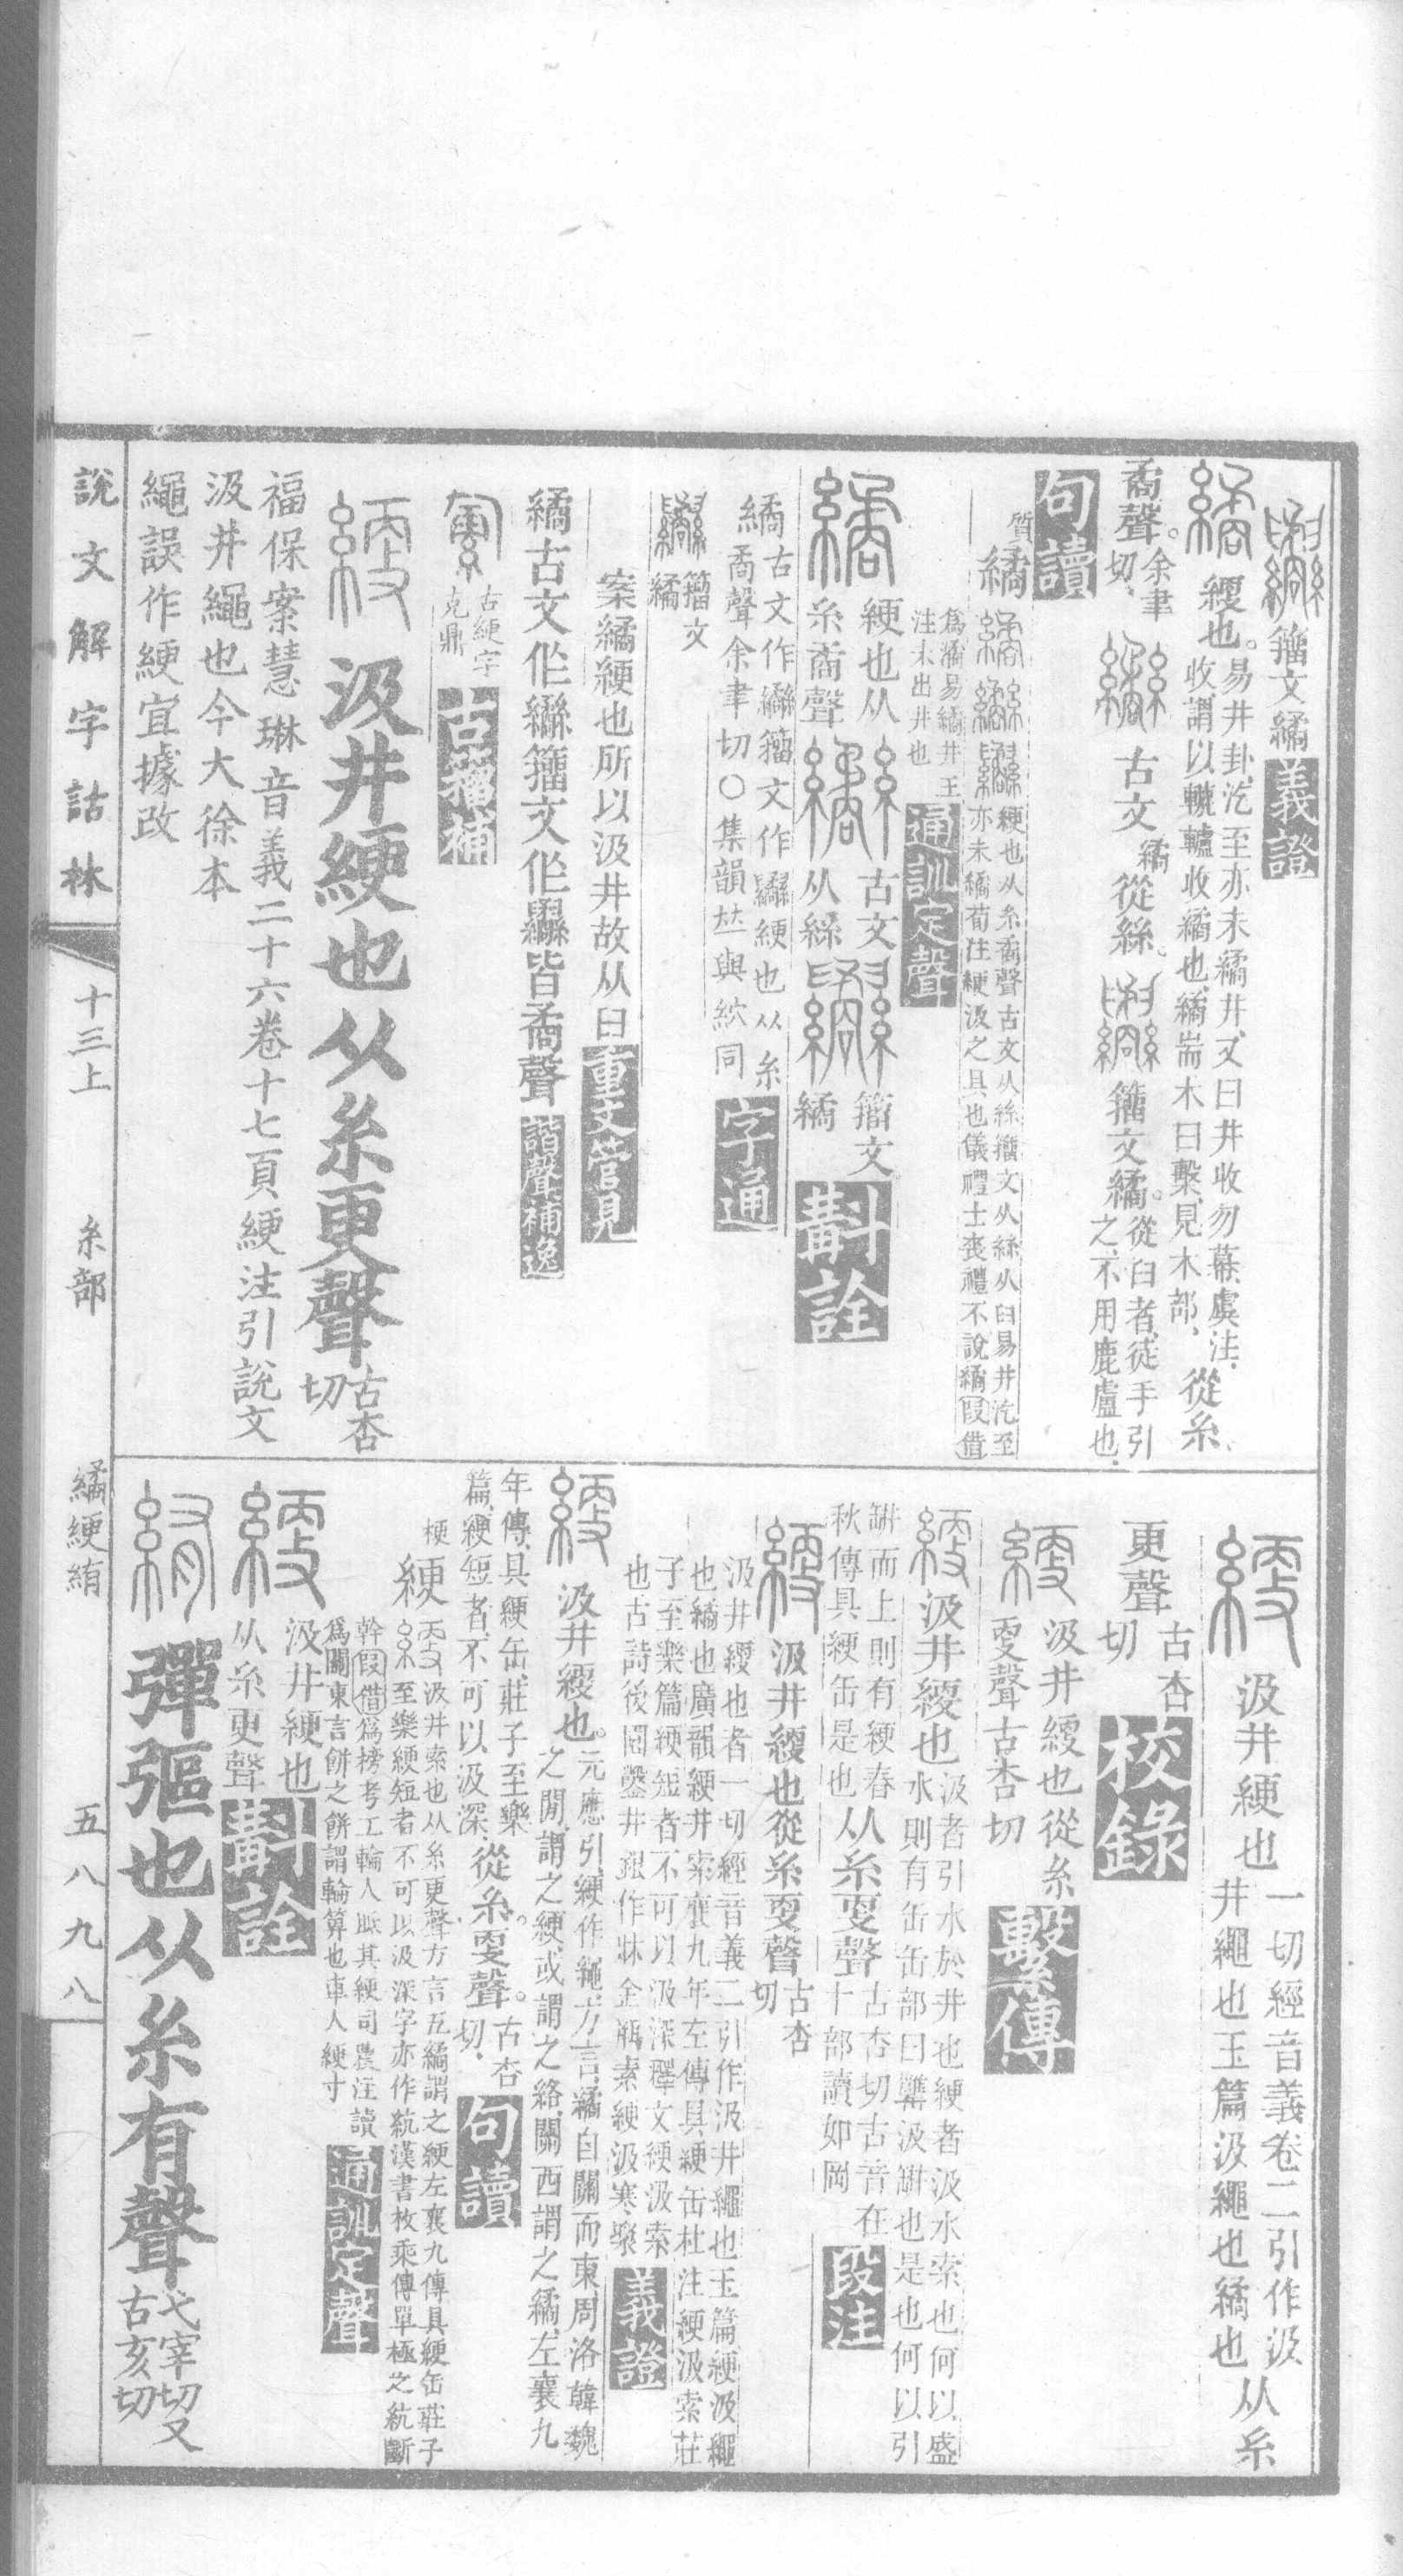 籒文繘義證
綆也。易井卦、汔至亦未繘井、又曰井收勿幕、虞注、
收、謂以轆轤收繘也、繘耑木曰檕、見木部、從糸、
矞聲。余聿切、
古文繘從絲。籒文繘。從臼者、徒手引之、不用鹿盧也、
句讀
質
繘綆也从糸矞聲古文从絲籒文从絲从臼易井汔至
亦未繘荀注綆汲之具也儀禮士喪禮不說繘叚借
爲潏易繘井王
注未出井也通訓定聲
綆也从
糸矞聲古文
从絲籒文
繘斠詮
繘古文作籒文作綆也从糸
矞聲余聿切〇集韻與同字通
籒文
繘
案繘綆也所以汲井故从臼重文管見
繘古文作籒文作皆矞聲諧聲補逸
古綆字
克鼎古籒補
汲井綆也从糸更聲古杏切
福保案慧琳音義二十六卷十七頁綆注引說文
汲井繩也今大徐本
繩誤作綆宜據改
汲井綆也一切經音義卷二引作汲
井繩也玉篇汲繩也繘也从糸
更聲古杏切校錄
汲井綆也從糸
㪅聲古杏切繫傳
汲井綆也汲者引水於井也綆者汲水索也何以盛
水則有缶缶部曰罋汲缾也是也何以引
缾而上則有綆春
秋傳具綆缶是也从糸㪅聲古杏切古音在
十部讀如岡段注
汲井綆也從糸㪅聲古杏
切
汲井綆也者一切經音義二引作汲井繩也玉篇綆汲繩
也繘也廣韻綆井索襄九年左傳具綆缶杜注綆汲索莊
子至樂篇綆短者不可以汲深釋文綆汲索
也古詩後園鑿井銀作牀金瓶素綆汲寒漿義證
汲井綆也。元應引、綆作繩、方言、繘自關而東周洛韓魏
之閒、謂之綆、或謂之絡、關西謂之繘、左襄九
年傳、具綆缶、莊子至樂
篇、綆短者、不可以汲深、從糸。㪅聲。古杏切、句讀
梗
綆汲井索也从糸更聲方言五繘謂之綆左襄九傳具綆缶莊子
至樂綆短者不可以汲深字亦作統漢書枚乘傳單極之統斷
幹叚借爲㮄考工輪人眡其綆司農注讀
爲關東言餅之餅謂輪箄也車人綆寸通訓定聲
汲井綆也
从糸更聲斠詮
彈彄也从糸有聲弋宰切又
古亥切
說文解字詁林 十三上 糸部 繘綆絠 五八九八